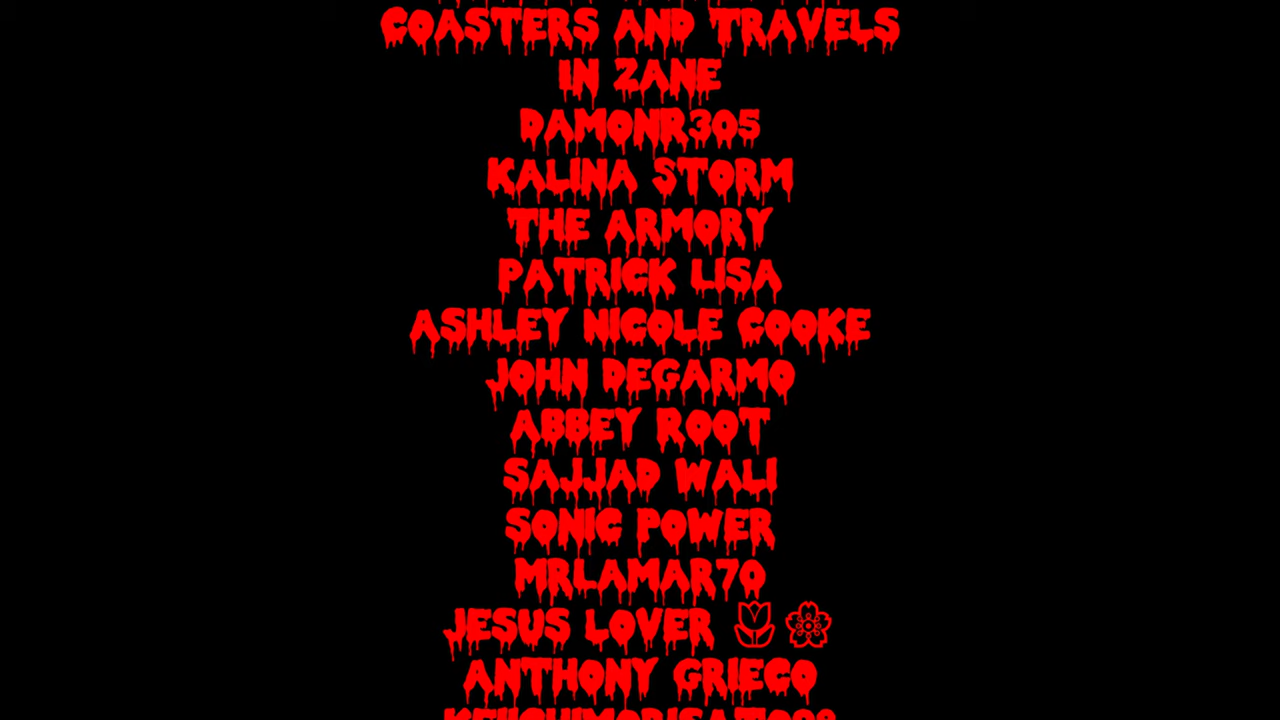 COASTERS AND TRAVELS
IN ZANE
DAMONR305
KALINA STORM
THE ARMORY
PATRICK LISA
ASHLEY NICOLE COOKE
JOHN DEGARMO
ABBEY ROOT
SAJJAD WALI
SONIC POWER
MRLAMAR70
JESUS LOVER 🌷 🌸
ANTHONY GRIECO